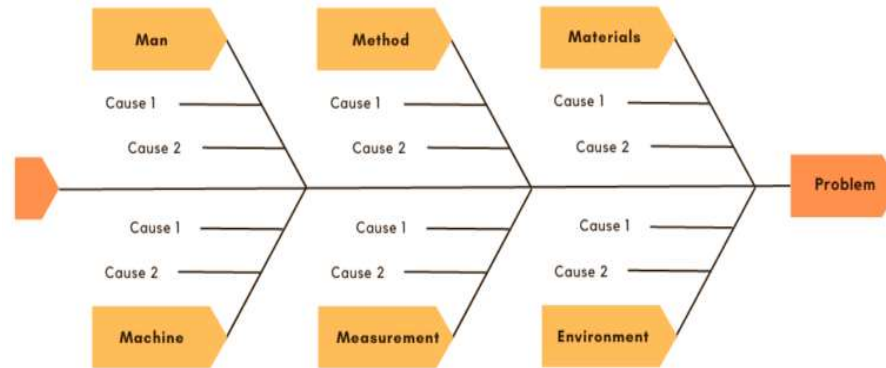 Man
Method
Materials
Cause 1
Cause 1
Cause 1
Cause 2
Cause 2
Cause 2
Problem
Cause 1
Cause 1
Cause 1
Cause 2
Cause 2
Cause 2
Machine
Measurement
Environment